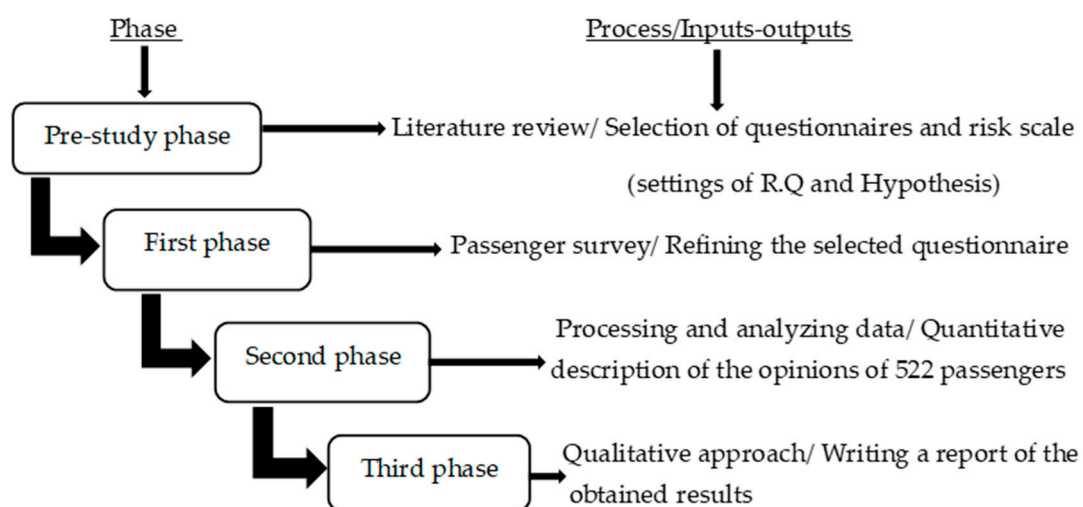 Phase
Process/Inputs-outputs
Pre-study phase
Literature review/ Selection of questionnaires and risk scale
(settings of R.Q and Hypothesis)
First phase
Passenger survey/ Refining the selected questionnaire
Second phase
Processing and analyzing data/ Quantitative
description of the opinions of 522 passengers
Third phase
Qualitative approach/ Writing a report of the
obtained results